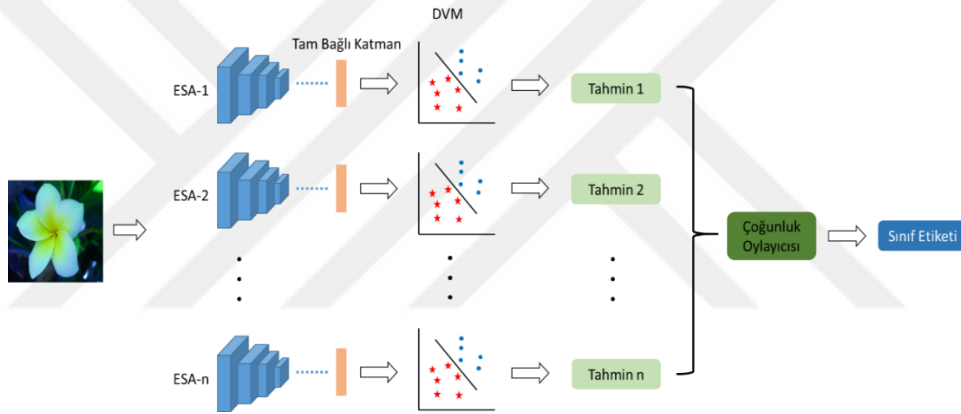 DVM
Tam Bağlı Katman
ESA-1
Tahmin 1
ESA-2
Tahmin 2
Çoğunluk
Oylayıcısı
Sınıf Etiketi
ESA-n
Tahmin n